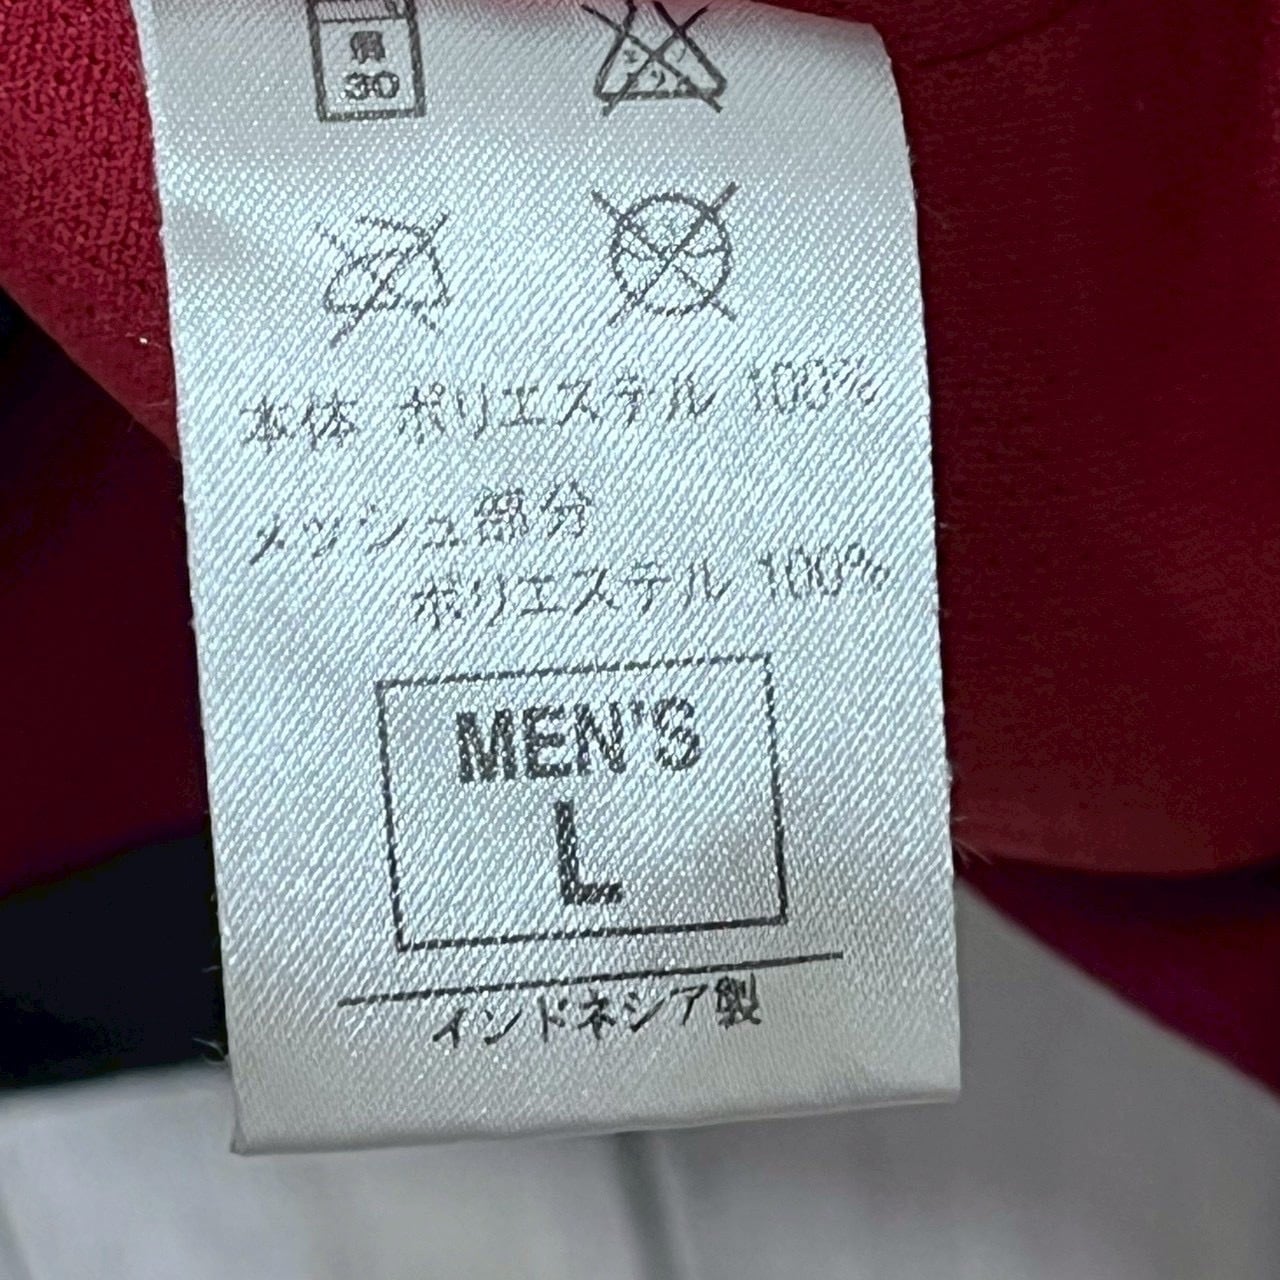 30
本体 ポリエステル 100%
メッシュ部分
ポリエステル 100%
MEN'S
L
インドネシア製